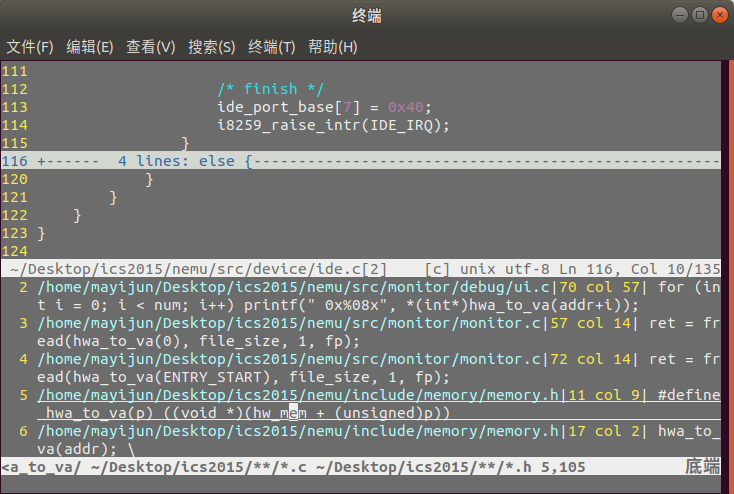 终端
文件(F) 编辑(E) 查看(V) 搜索(S) 终端(T) 帮助(H)
111
112 /* finish */
113 ide_port_base[7] = 0x40;
114 i8259_raise_intr(IDE_IRQ);
115 }
116 +------ 4 lines: else {----------------------------------------------------
120 }
121 }
122 }
123 }
124
~/Desktop/ics2015/nemu/src/device/ide.c[2] [c] unix utf-8 Ln 116, Col 10/135
2 /home/mayijun/Desktop/ics2015/nemu/src/monitor/debug/ui.c|70 col 57| for (in
t i = 0; i < num; i++) printf(" 0x%08x", *(int*)hwa_to_va(addr+i));
3 /home/mayijun/Desktop/ics2015/nemu/src/monitor/monitor.c|57 col 14| ret = fr
ead(hwa_to_va(0), file_size, 1, fp);
4 /home/mayijun/Desktop/ics2015/nemu/src/monitor/monitor.c|72 col 14| ret = fr
ead(hwa_to_va(ENTRY_START), file_size, 1, fp);
5 /home/mayijun/Desktop/ics2015/nemu/include/memory/memory.h|11 col 9| #define
hwa_to_va(p) ((void *)(hw_mem + (unsigned)p))
6 /home/mayijun/Desktop/ics2015/nemu/include/memory/memory.h|17 col 2| hwa_to_
va(addr); \
<a_to_va/ ~/Desktop/ics2015/**/*.c ~/Desktop/ics2015/**/*.h 5,105 底端